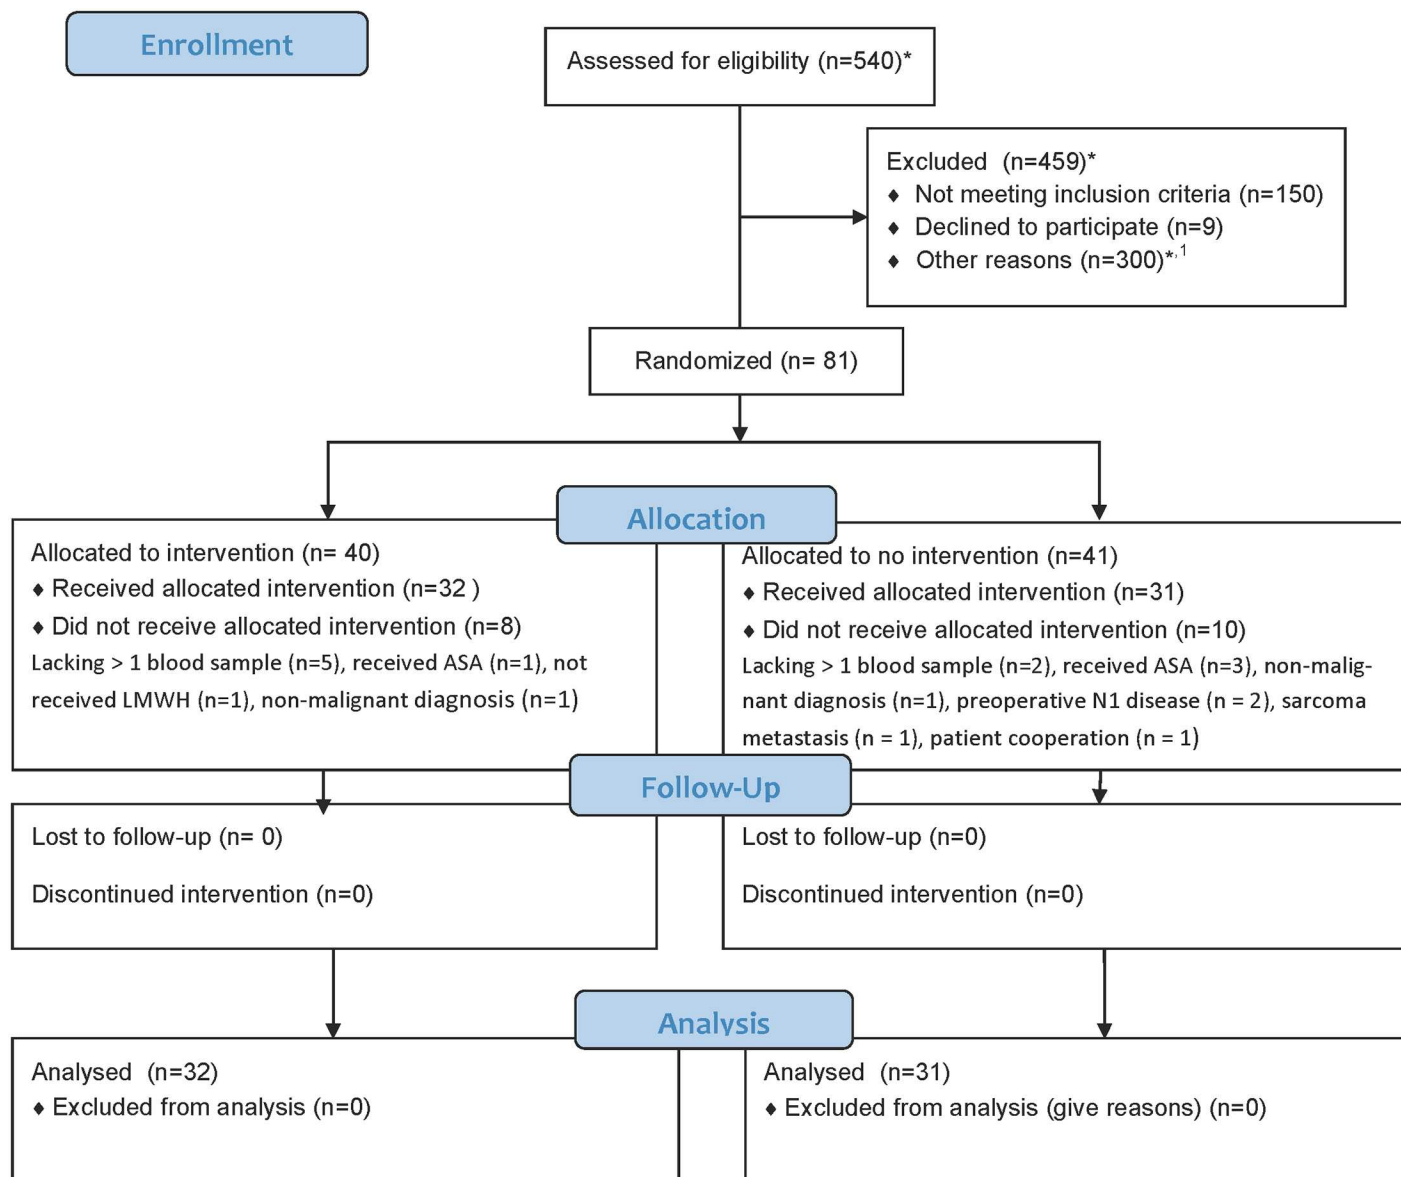 Enrollment
Assessed for eligibility (n=540)*
Excluded (n=459)*
♦ Not meeting inclusion criteria (n=150)
♦ Declined to participate (n=9)
♦ Other reasons (n=300)*,1
Randomized (n= 81)
Allocation
Allocated to intervention (n= 40)
♦ Received allocated intervention (n=32 )
♦ Did not receive allocated intervention (n=8)
Lacking > 1 blood sample (n=5), received ASA (n=1), not
received LMWH (n=1), non-malignant diagnosis (n=1)
Allocated to no intervention (n=41)
♦ Received allocated intervention (n=31)
♦ Did not receive allocated intervention (n=10)
Lacking > 1 blood sample (n=2), received ASA (n=3), non-malig-
nant diagnosis (n=1), preoperative N1 disease (n = 2), sarcoma
metastasis (n = 1), patient cooperation (n = 1)
Follow-Up
Lost to follow-up (n= 0)
Discontinued intervention (n=0)
Lost to follow-up (n=0)
Discontinued intervention (n=0)
Analysis
Analysed (n=32)
♦ Excluded from analysis (n=0)
Analysed (n=31)
♦ Excluded from analysis (give reasons) (n=0)